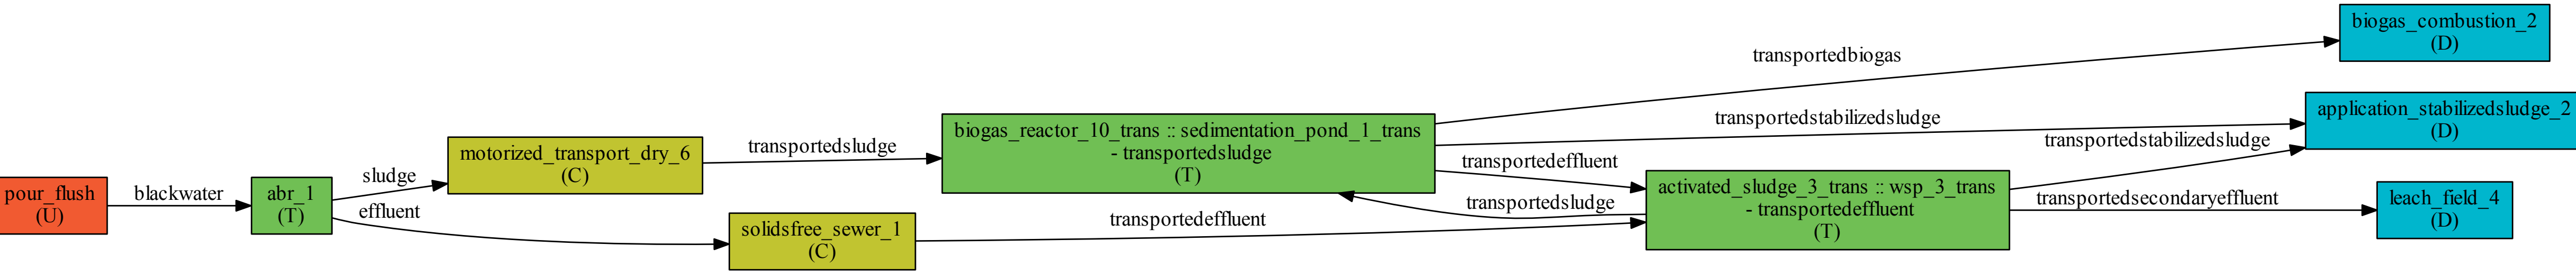 pour_flush
(U)
blackwater
abr_1
(T)
sludge
effluent
motorized_transport_dry_6
(C)
solidsfree_sewer_1
(C)
transportedsludge
transportedeffluent
biogas_reactor_10_trans :: sedimentation_pond_1_trans
- transportedsludge
(T)
transportedbiogas
transportedstabilizedsludge
transportedeffluent
transportedsludge
activated_sludge_3_trans :: wsp_3_trans
- transportedeffluent
(T)
transportedstabilizedsludge
transportedsecondaryeffluent
biogas_combustion_2
(D)
application_stabilizedsludge_2
(D)
leach_field_4
(D)